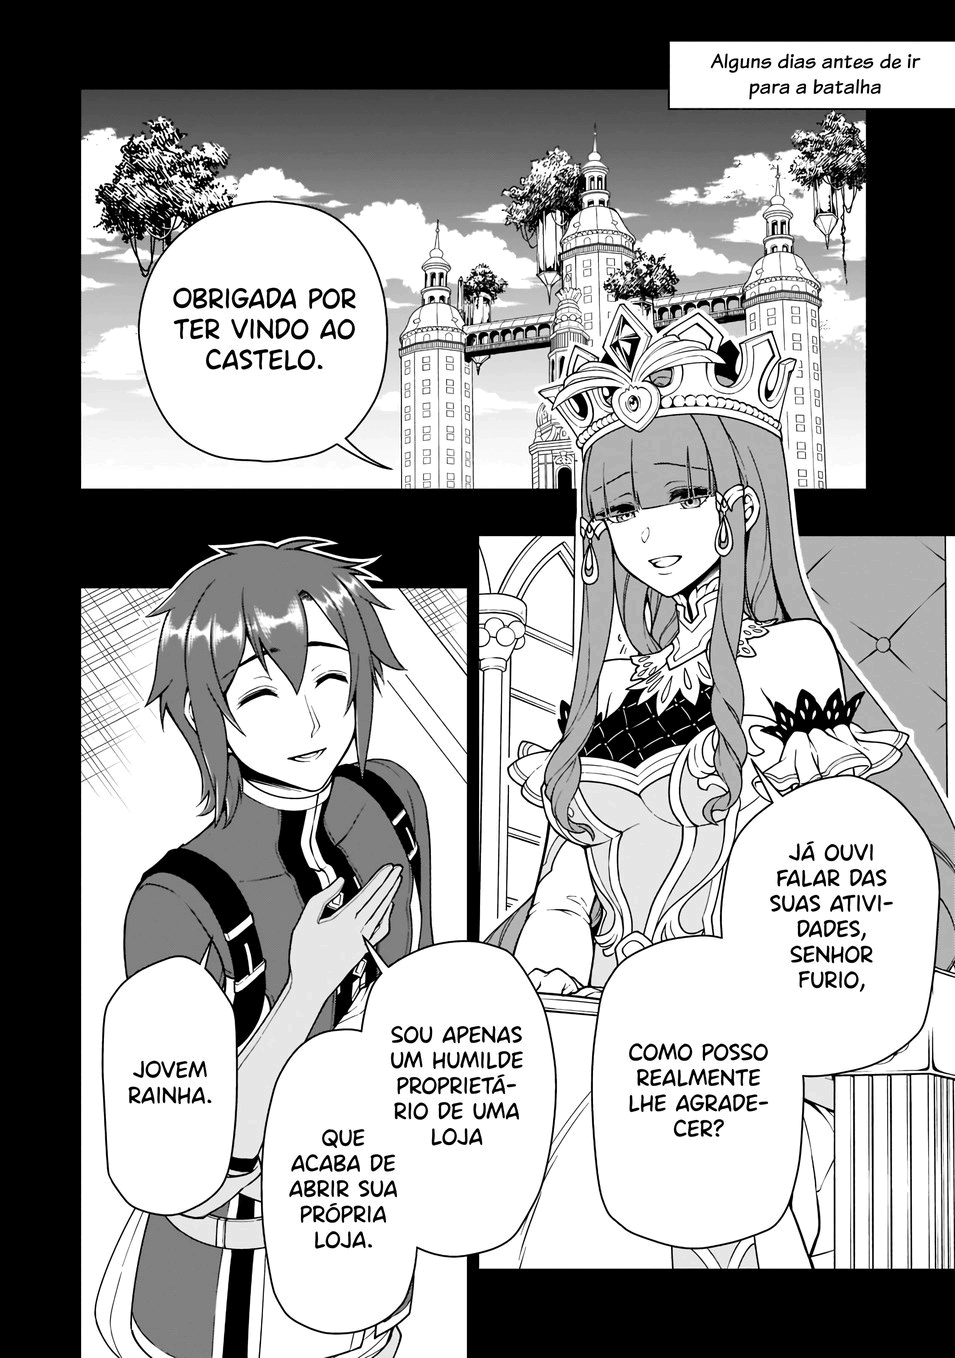 Alguns dias antes de ir
para a batalha
OBRIGADA POR
TER VINDO AO
CASTELO.
JÁ OUVI
FALAR DAS
SUAS ATIVI-
DADES,
SENHOR
FURIO,
COMO POSSO
REALMENTE
LHE AGRADE-
CER?
SOU APENAS
UM HUMILDE
PROPRIETÁ-
RIO DE UMA
LOJA
QUE
ACABA DE
ABRIR SUA
PRÓPRIA
LOJA.
JOVEM
RAINHA.